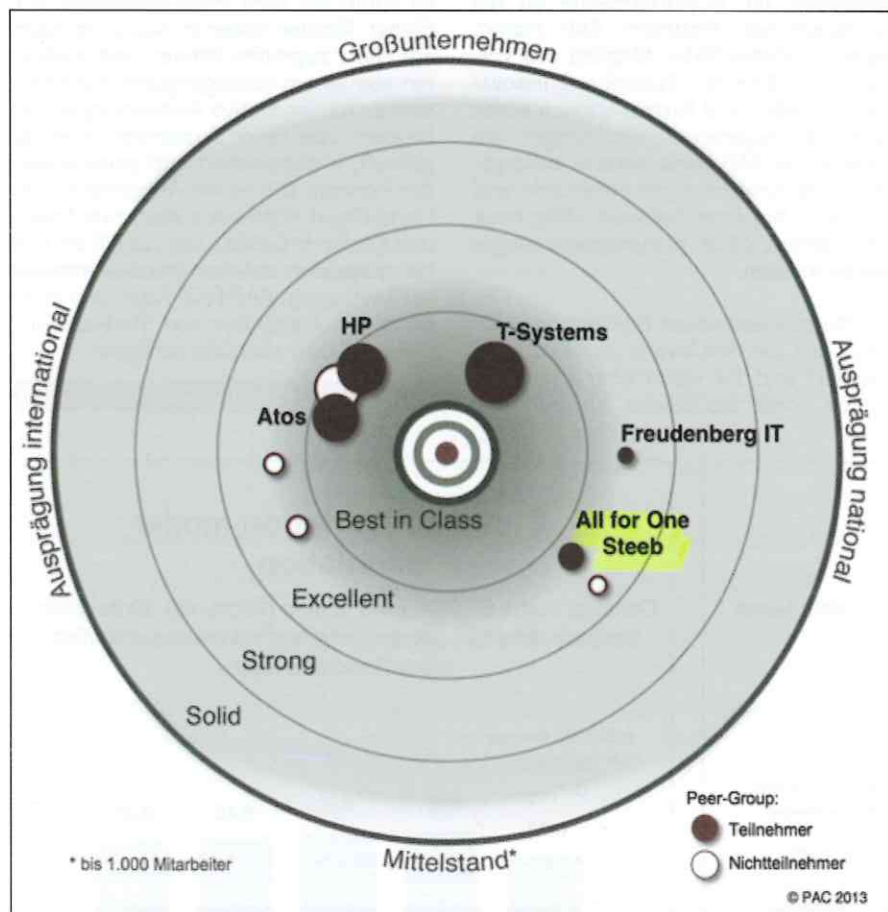 Großunternehmen
Ausprägung international
Ausprägung national
HP
T-Systems
Atos
Freudenberg IT
All for One
Steeb
Best in Class
Excellent
Strong
Solid
Peer-Group:
Teilnehmer
Nichtteilnehmer
* bis 1.000 Mitarbeiter
Mittelstand*
© PAC 2013